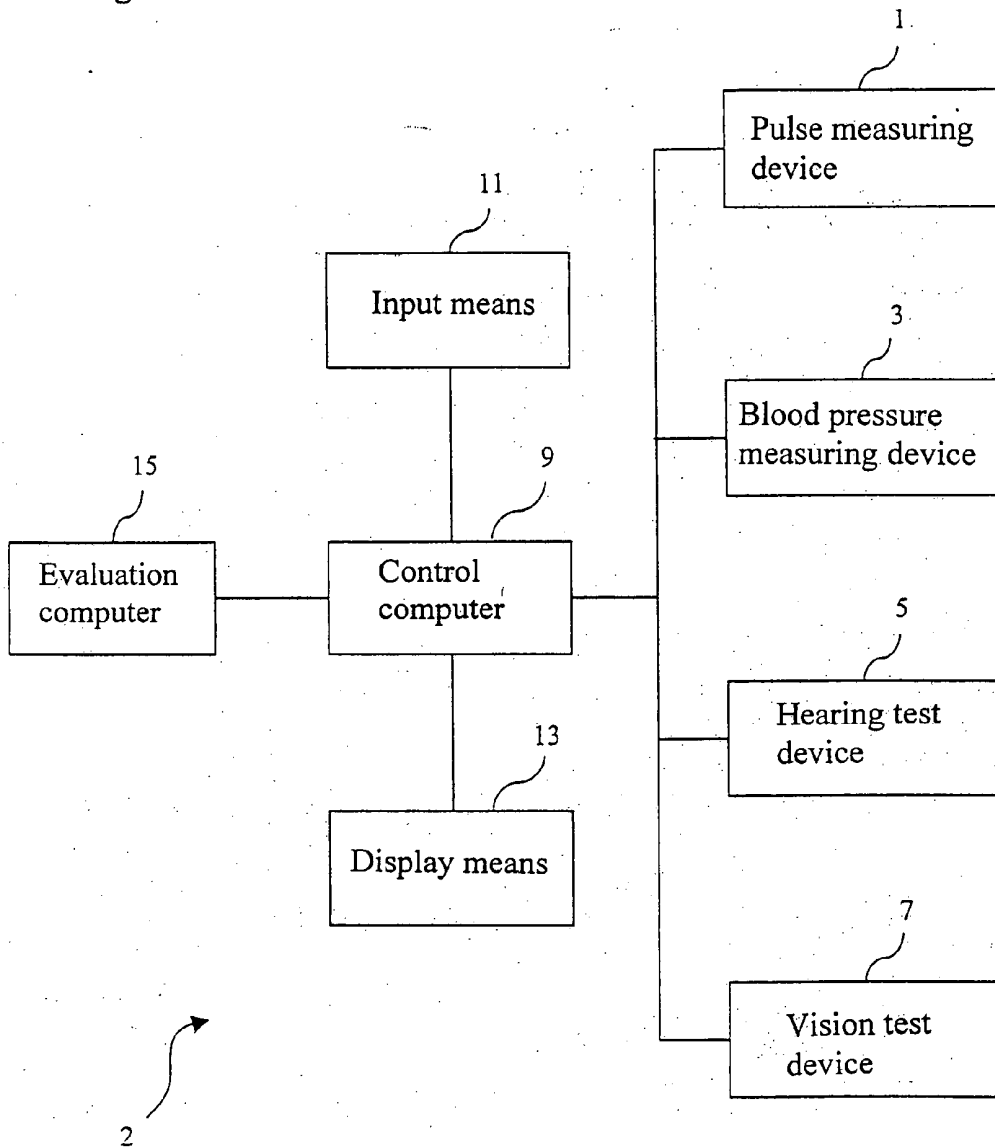 1
Pulse measuring
device
11
Input means
3
Blood pressure
measuring device
15
Evaluation
computer
9
Control
computer
5
Hearing test
device
13
Display means
7
Vision test
device
2